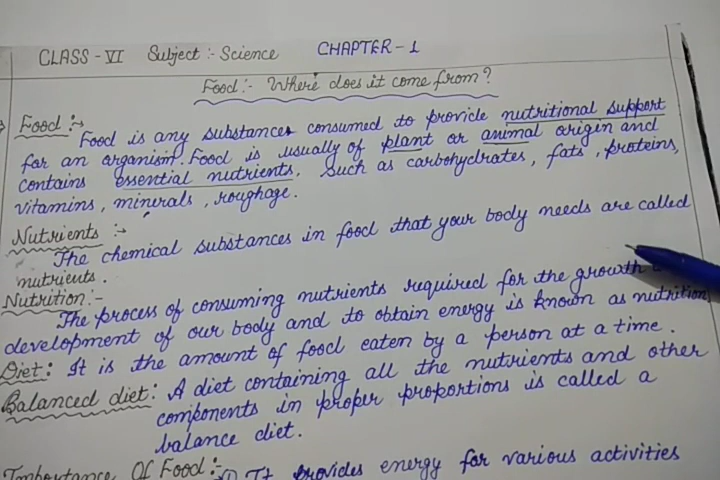 CLASS - VI Subject :- Science CHAPTER - 1
Food :- Where does it come from?
Food :-
Food is any substances consumed to provide nutritional support
for an organism. Food is usually of plant or animal origin and
contains essential nutrients. Such as carbohydrates, fats, proteins,
vitamins, minerals, roughage.
Nutrients :-
The chemical substances in food that your body needs are called
nutrients.
Nutrition :-
The process of consuming nutrients required for the growth
development of our body and to obtain energy is known as nutrition
Diet : It is the amount of food eaten by a person at a time.
Balanced diet : A diet containing all the nutrients and other
components in proper proportions is called a
balance diet.
Importance Of Food :- It provides energy for various activities